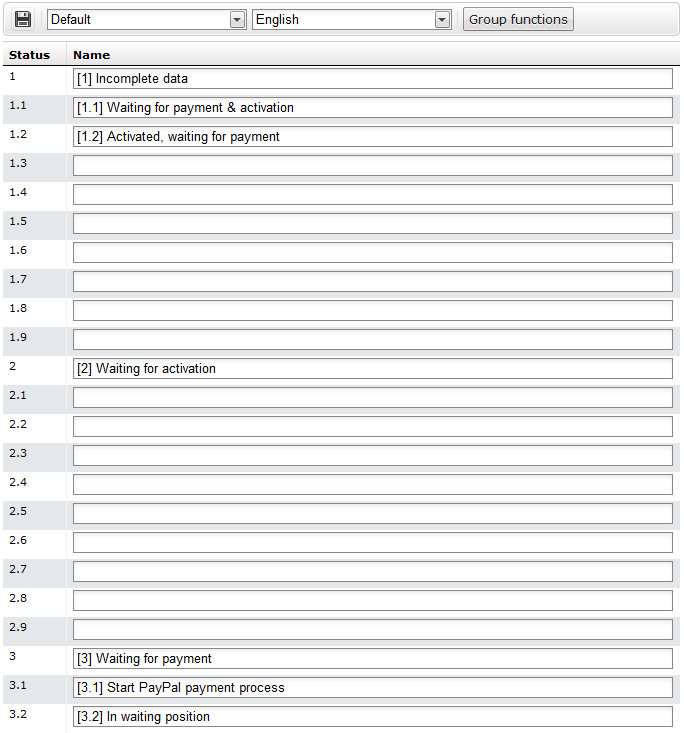 Default English Group functions
Status Name
1 [1] Incomplete data
1.1 [1.1] Waiting for payment & activation
1.2 [1.2] Activated, waiting for payment
1.3
1.4
1.5
1.6
1.7
1.8
1.9
2 [2] Waiting for activation
2.1
2.2
2.3
2.4
2.5
2.6
2.7
2.8
2.9
3 [3] Waiting for payment
3.1 [3.1] Start PayPal payment process
3.2 [3.2] In waiting position